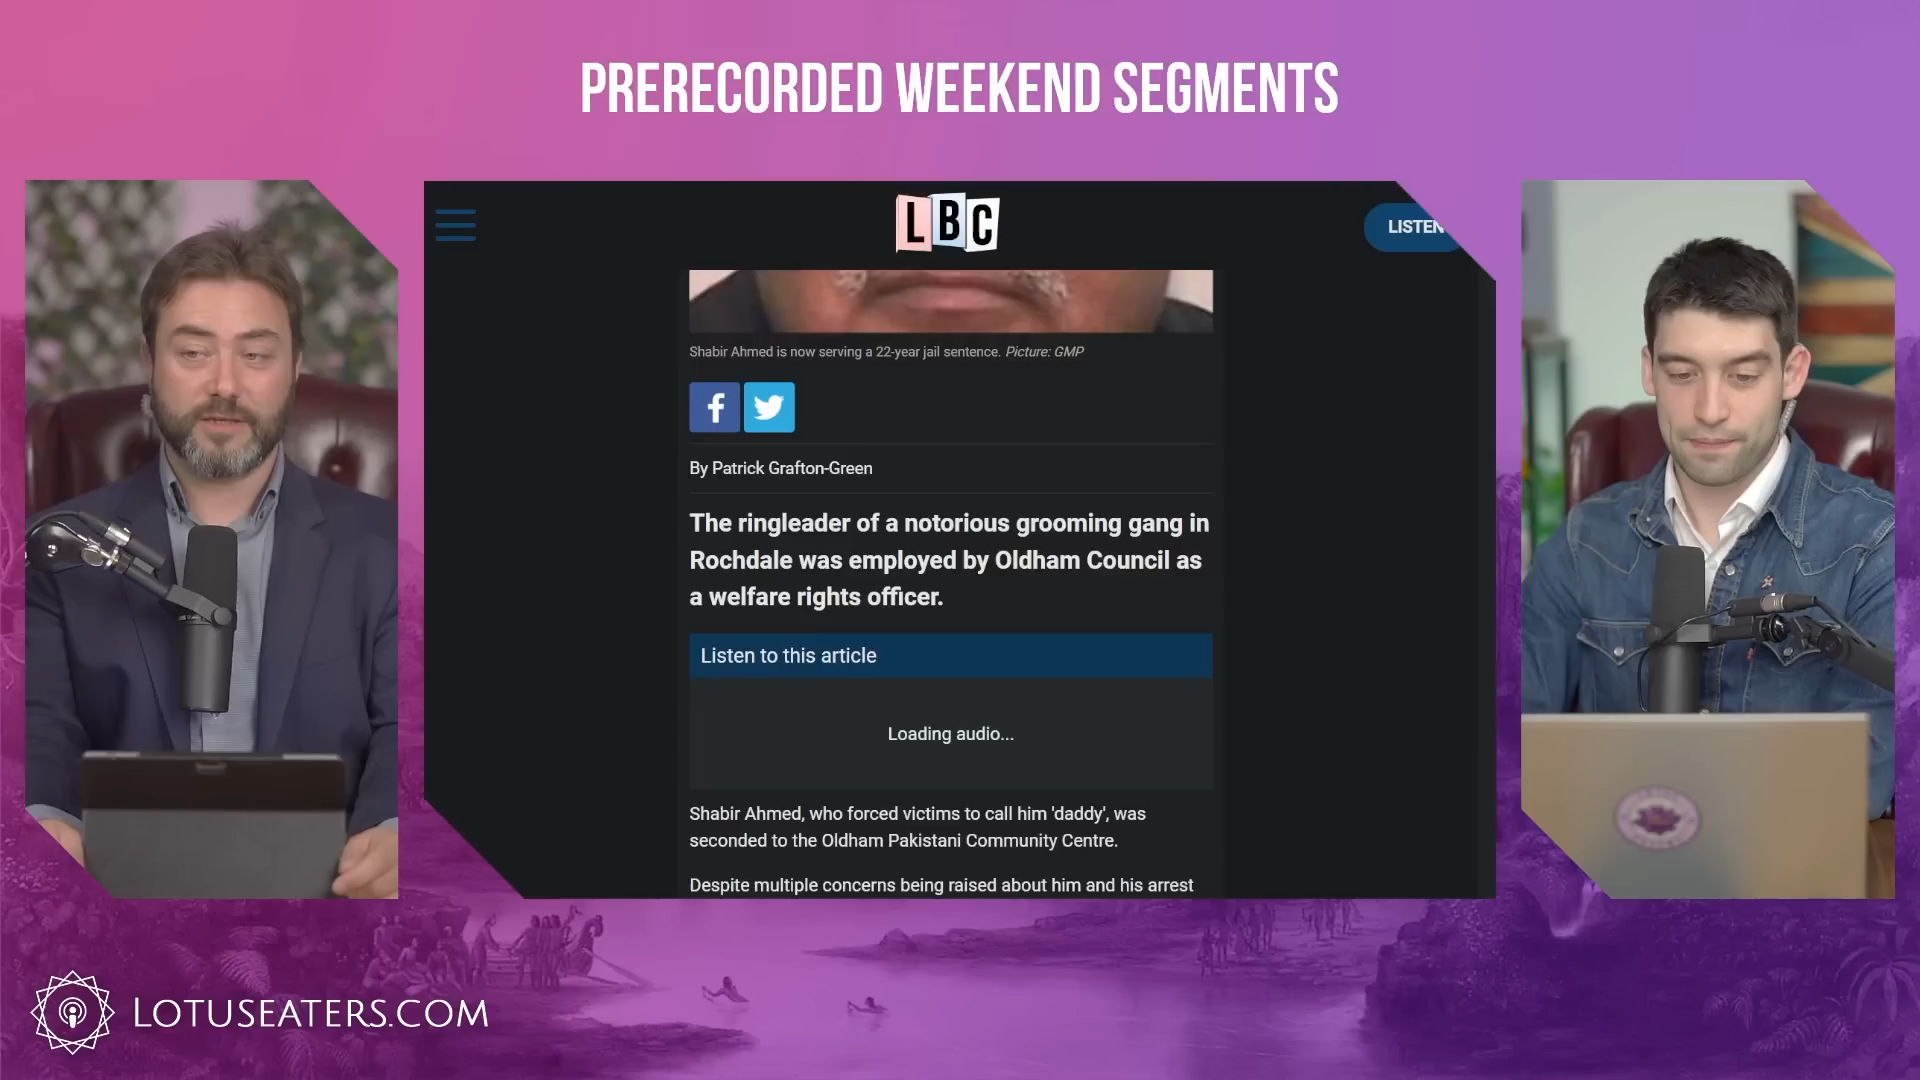 PRERECORDED WEEKEND SEGMENTS
LBC
LISTEN
Shabir Ahmed is now serving a 22-year jail sentence. Picture: GMP
By Patrick Grafton-Green
The ringleader of a notorious grooming gang in
Rochdale was employed by Oldham Council as
a welfare rights officer.
Listen to this article
Loading audio...
Shabir Ahmed, who forced victims to call him 'daddy', was
seconded to the Oldham Pakistani Community Centre.
Despite multiple concerns being raised about him and his arrest
LOTUSEATERS.COM